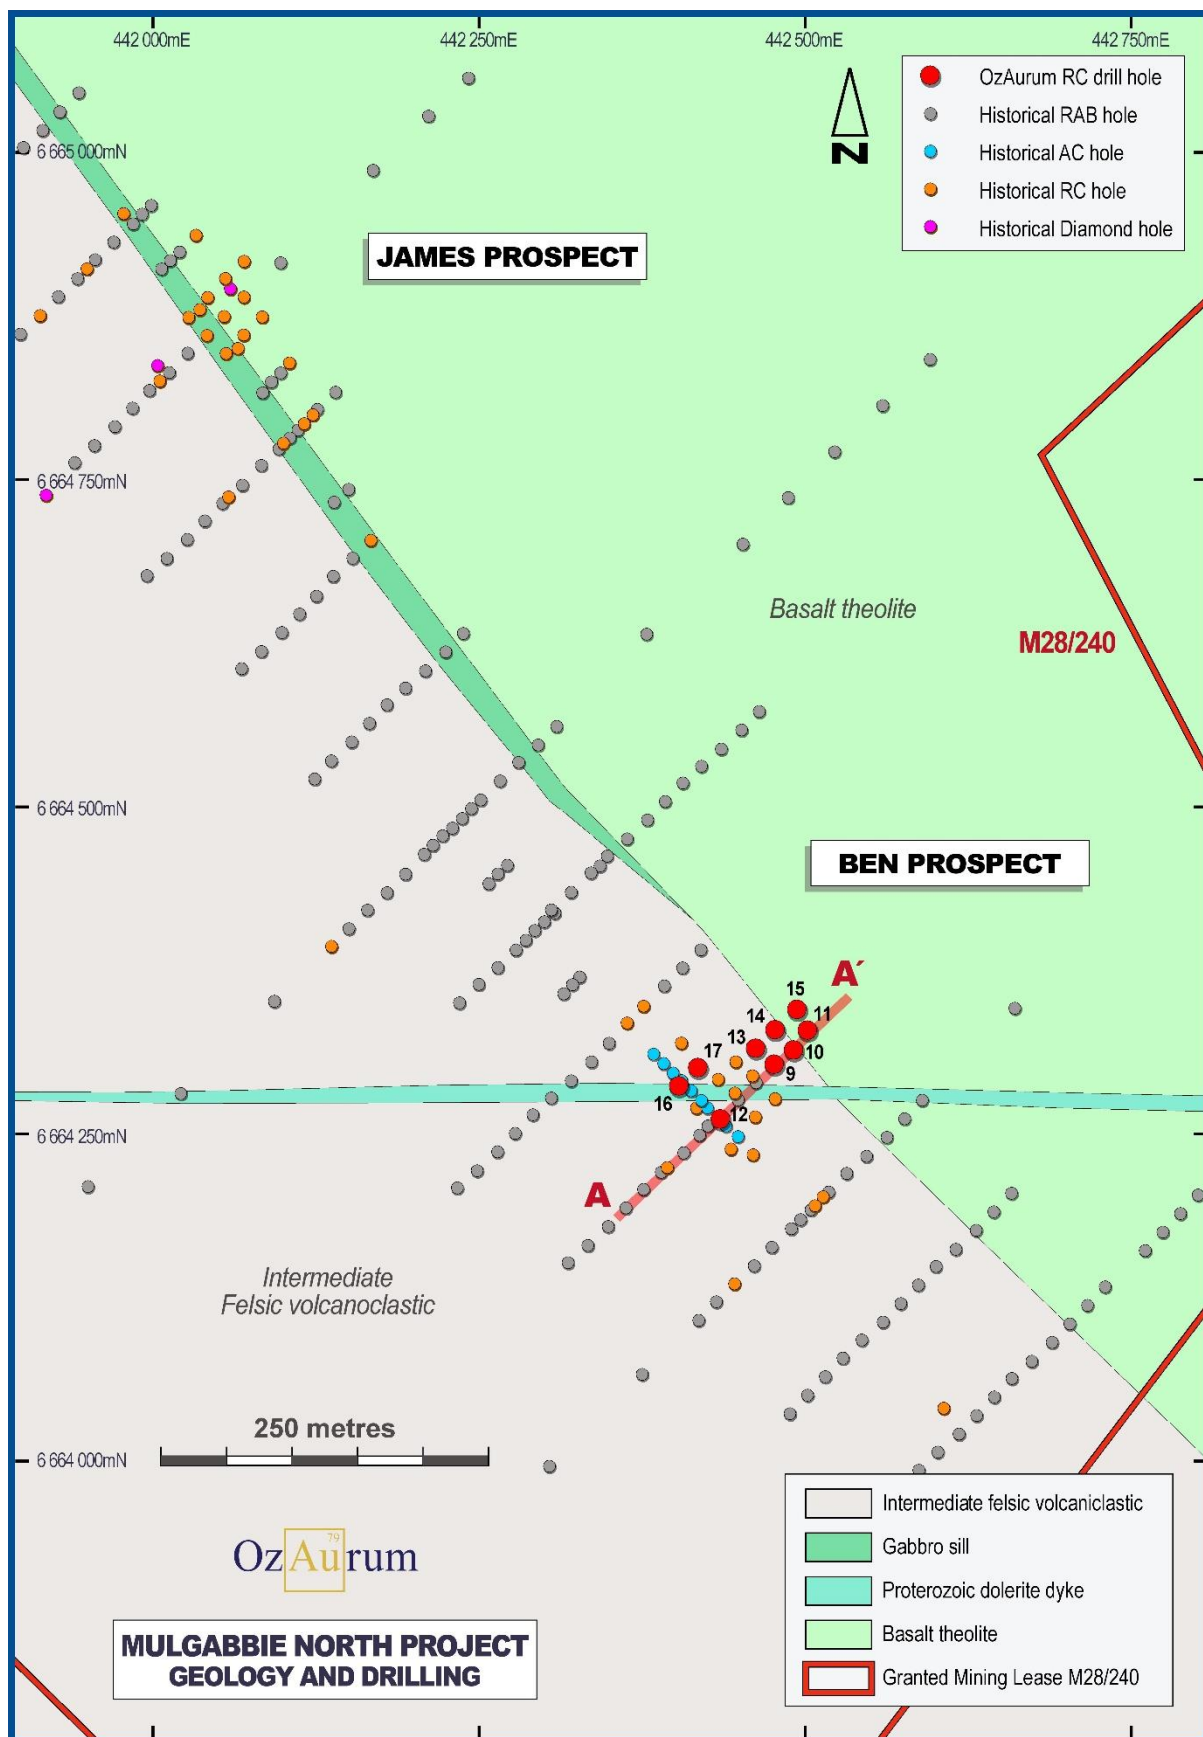 442 000mE
442 250mE
442 500mE
442 750mE
OzAurum RC drill hole
Historical RAB hole
Historical AC hole
Historical RC hole
Historical Diamond hole
N
6 665 000mN
JAMES PROSPECT
6 664 750mN
Basalt theolite
M28/240
6 664 500mN
BEN PROSPECT
A´
15
14
11
13
10
17
9
16
12
6 664 250mN
A
Intermediate
Felsic volcanoclastic
250 metres
6 664 000mN
Intermediate felsic volcaniclastic
Gabbro sill
Proterozoic dolerite dyke
Basalt theolite
Granted Mining Lease M28/240
79
OzAurum
MULGABBIE NORTH PROJECT
GEOLOGY AND DRILLING